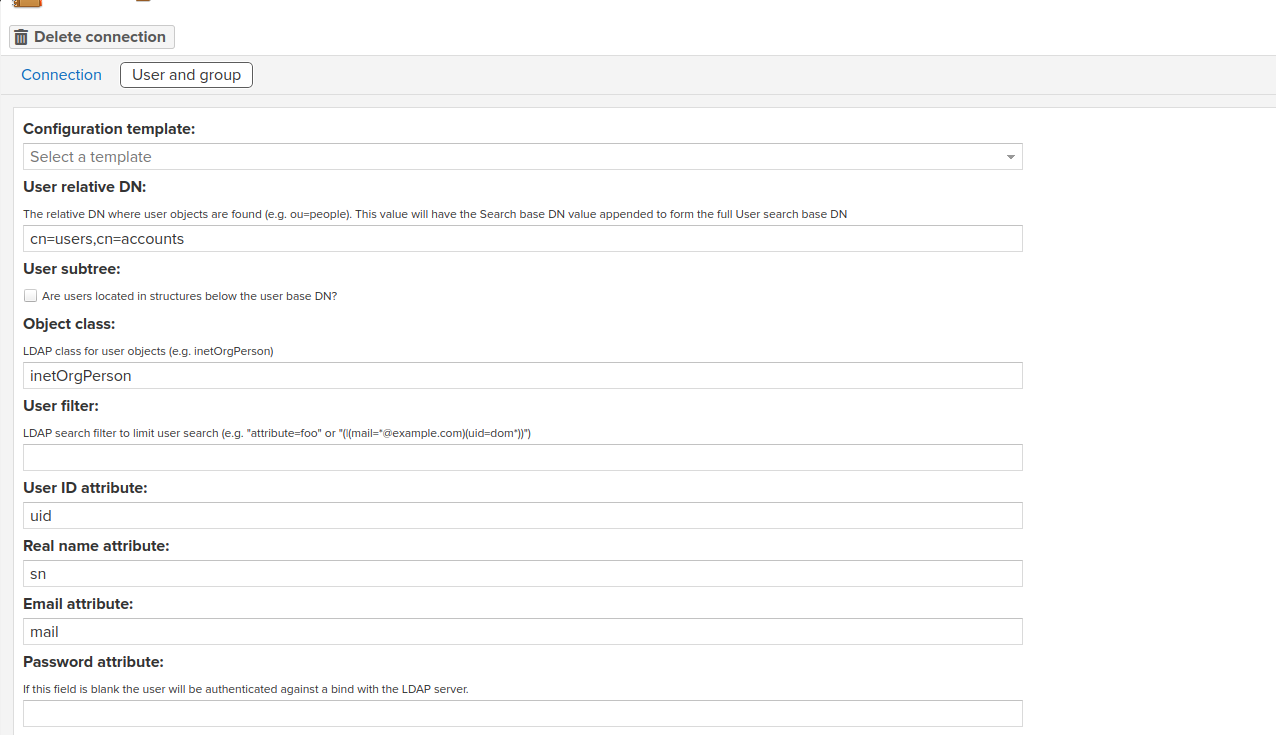 Delete connection
Connection User and group
Configuration template:
Select a template
User relative DN:
The relative DN where user objects are found (e.g. ou=people). This value will have the Search base DN value appended to form the full User search base DN
cn=users,cn=accounts
User subtree:
Are users located in structures below the user base DN?
Object class:
LDAP class for user objects (e.g. inetOrgPerson)
inetOrgPerson
User filter:
LDAP search filter to limit user search (e.g. "attribute=foo" or "(|(mail=*@example.com)(uid=dom*))")
User ID attribute:
uid
Real name attribute:
sn
Email attribute:
mail
Password attribute:
If this field is blank the user will be authenticated against a bind with the LDAP server.